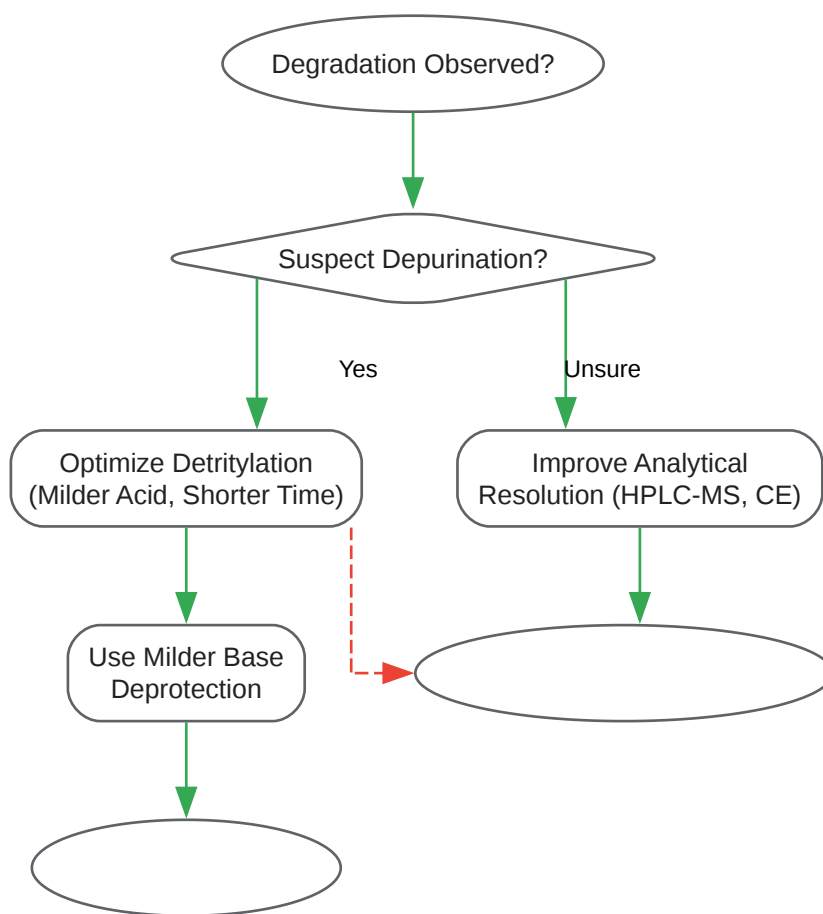 Degradation Observed?
Suspect Depurination?
Yes
Unsure
Optimize Detritylation
(Milder Acid, Shorter Time)
Improve Analytical
Resolution (HPLC-MS, CE)
Use Milder Base
Deprotection